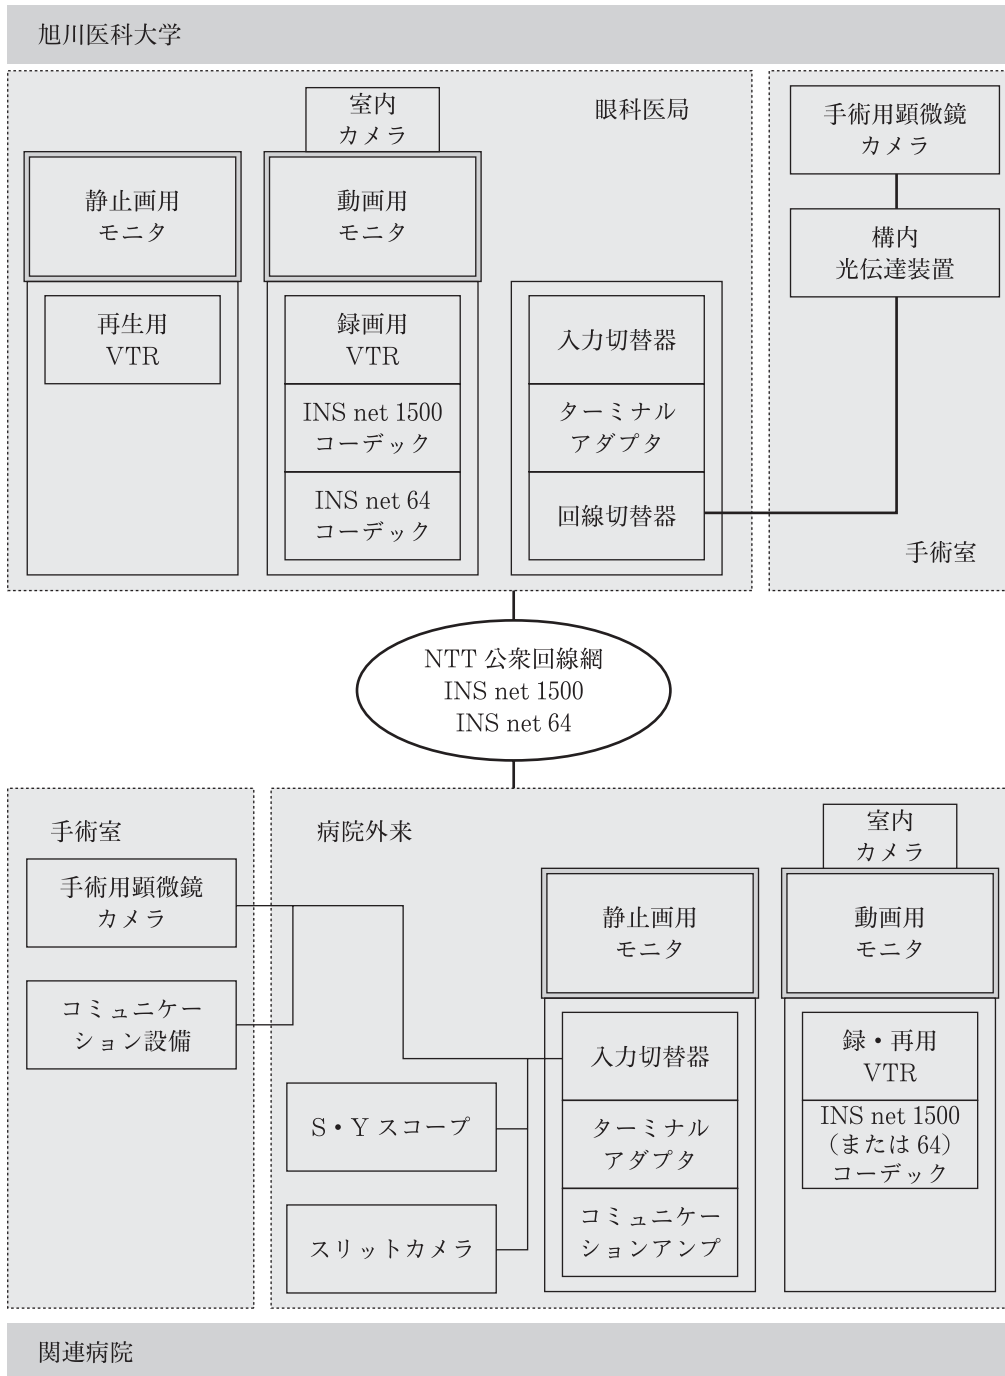 旭川医科大学
眼科医局
室内
カメラ
静止画用
モニタ
動画用
モニタ
再生用
VTR
録画用
VTR
INS net 1500
コーデック
INS net 64
コーデック
入力切替器
ターミナル
アダプタ
回線切替器
手術用顕微鏡
カメラ
構内
光伝達装置
手術室
NTT 公衆回線網
INS net 1500
INS net 64
手術室
手術用顕微鏡
カメラ
コミュニケー
ション設備
病院外来
室内
カメラ
静止画用
モニタ
動画用
モニタ
入力切替器
ターミナル
アダプタ
コミュニケー
ションアンプ
録・再用
VTR
INS net 1500
（または 64）
コーデック
S・Y スコープ
スリットカメラ
関連病院